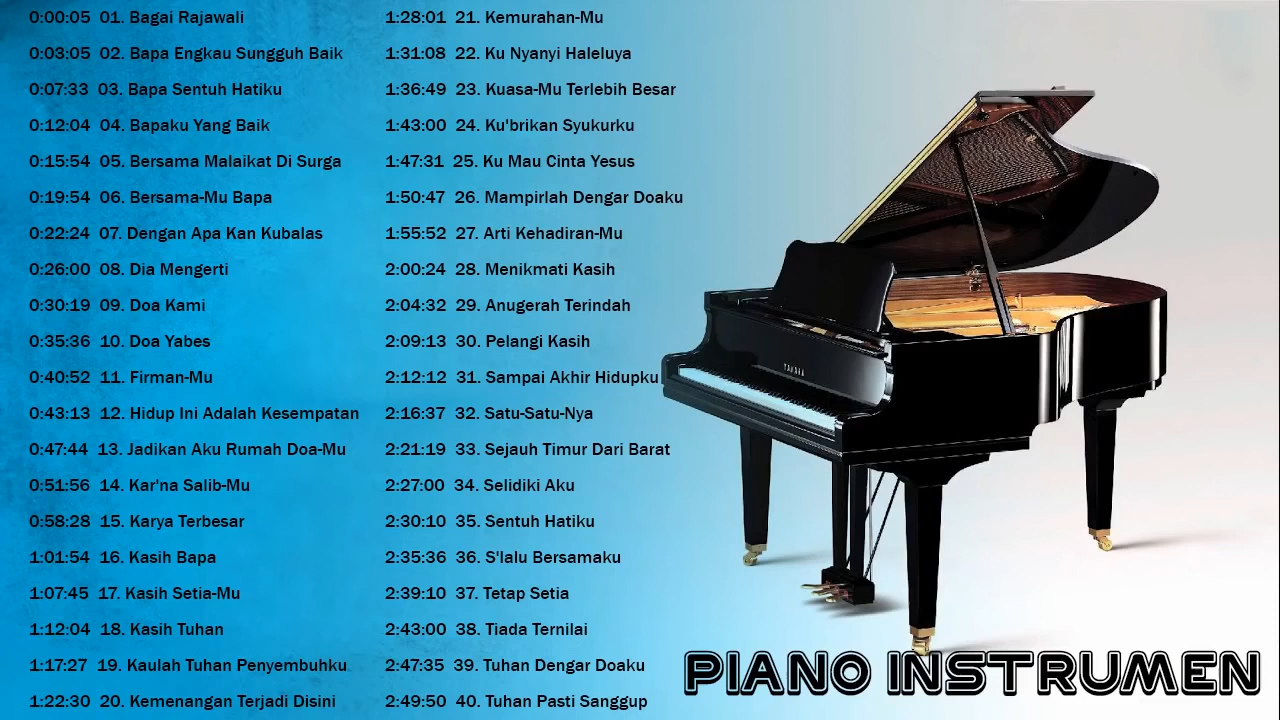 0:00:05 01. Bagai Rajawali
0:03:05 02. Bapa Engkau Sungguh Baik
0:07:33 03. Bapa Sentuh Hatiku
0:12:04 04. Bapaku Yang Baik
0:15:54 05. Bersama Malaikat Di Surga
0:19:54 06. Bersama-Mu Bapa
0:22:24 07. Dengan Apa Kan Kubalas
0:26:00 08. Dia Mengerti
0:30:19 09. Doa Kami
0:35:36 10. Doa Yabes
0:40:52 11. Firman-Mu
0:43:13 12. Hidup Ini Adalah Kesempatan
0:47:44 13. Jadikan Aku Rumah Doa-Mu
0:51:56 14. Kar'na Salib-Mu
0:58:28 15. Karya Terbesar
1:01:54 16. Kasih Bapa
1:07:45 17. Kasih Setia-Mu
1:12:04 18. Kasih Tuhan
1:17:27 19. Kaulah Tuhan Penyembuhku
1:22:30 20. Kemenangan Terjadi Disini
1:28:01 21. Kemurahan-Mu
1:31:08 22. Ku Nyanyi Haleluya
1:36:49 23. Kuasa-Mu Terlebih Besar
1:43:00 24. Ku'brikan Syukurku
1:47:31 25. Ku Mau Cinta Yesus
1:50:47 26. Mampirlah Dengar Doaku
1:55:52 27. Arti Kehadiran-Mu
2:00:24 28. Menikmati Kasih
2:04:32 29. Anugerah Terindah
2:09:13 30. Pelangi Kasih
2:12:12 31. Sampai Akhir Hidupku
2:16:37 32. Satu-Satu-Nya
2:21:19 33. Sejauh Timur Dari Barat
2:27:00 34. Selidiki Aku
2:30:10 35. Sentuh Hatiku
2:35:36 36. S'lalu Bersamaku
2:39:10 37. Tetap Setia
2:43:00 38. Tiada Ternilai
2:47:35 39. Tuhan Dengar Doaku
2:49:50 40. Tuhan Pasti Sanggup
YAMAHA
PIANO INSTRUMEN